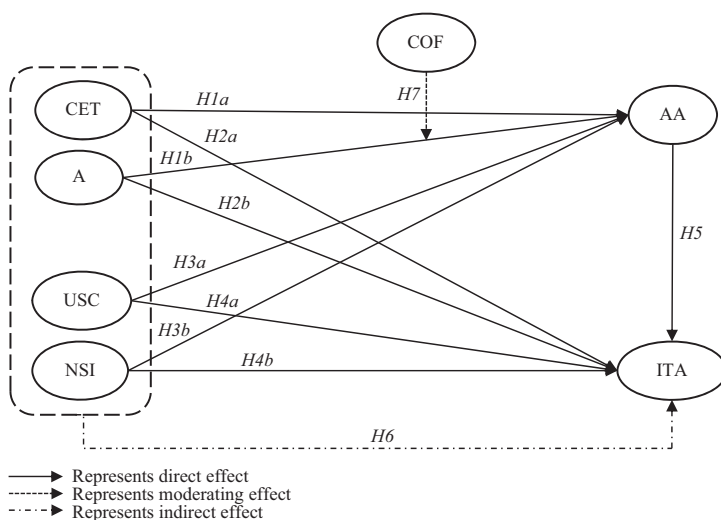 COF
CET
H1a
H7
AA
H2a
H1b
A
H2b
H5
H3a
USC
H4a
H3b
NSI
H4b
ITA
H6
Represents direct effect
Represents moderating effect
Represents indirect effect